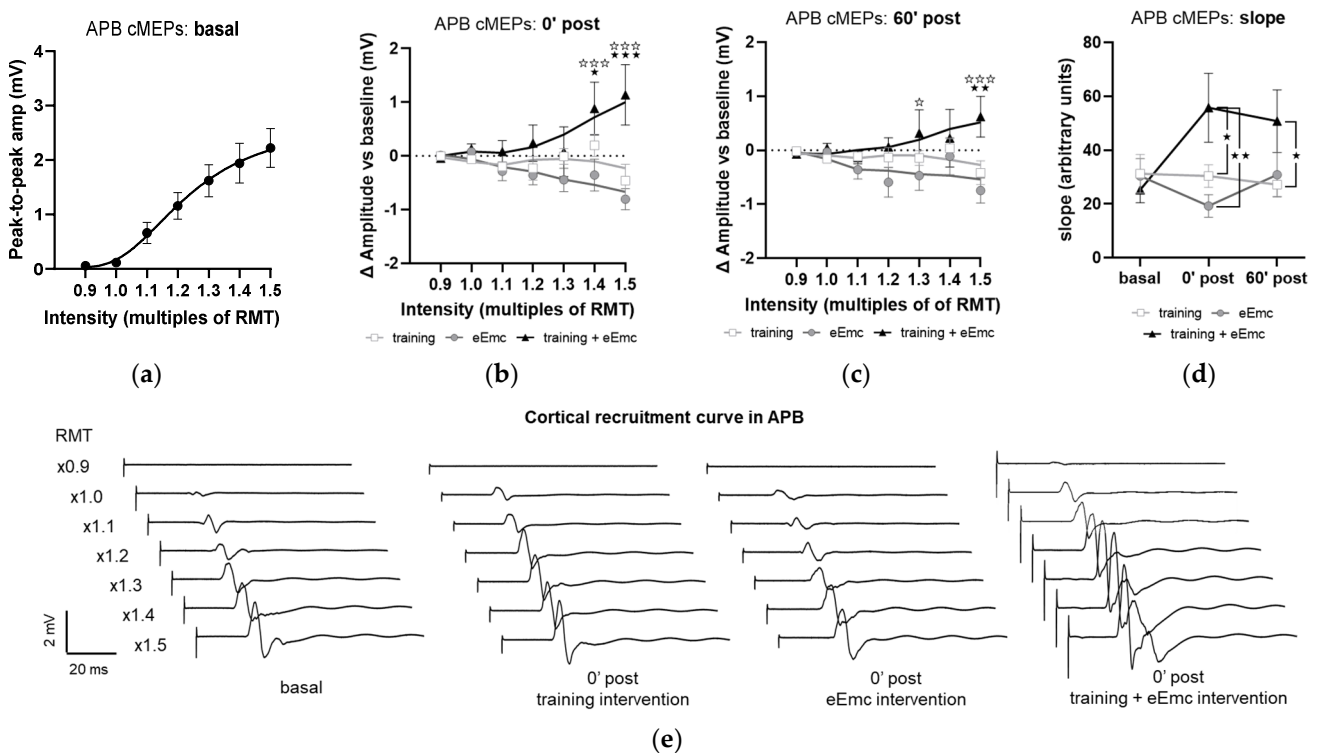 APB cMEPs: basal
Peak-to-peak amp (mV)
4
3
2
1
0
0.9 1.0 1.1 1.2 1.3 1.4 1.5
Intensity (multiples of RMT)
(a)
APB cMEPs: 0' post
Δ Amplitude vs baseline (mV)
2
1
0
-1
-2
☆☆☆
★
☆☆☆
★★★
0.9 1.0 1.1 1.2 1.3 1.4 1.5
Intensity (multiples of RMT)
training eEmc training + eEmc
(b)
APB cMEPs: 60' post
Δ Amplitude vs baseline (mV)
2
1
0
-1
-2
☆
☆☆☆
★★
0.9 1.0 1.1 1.2 1.3 1.4 1.5
Intensity (multiples of of RMT)
training eEmc training + eEmc
(c)
APB cMEPs: slope
slope (arbitrary units)
80
60
40
20
0
★
★★
★
basal 0' post 60' post
training eEmc
training + eEmc
(d)
Cortical recruitment curve in APB
RMT
x0.9
x1.0
x1.1
x1.2
x1.3
x1.4
x1.5
2 mV
20 ms
basal
0' post
training intervention
0' post
eEmc intervention
0' post
training + eEmc intervention
(e)